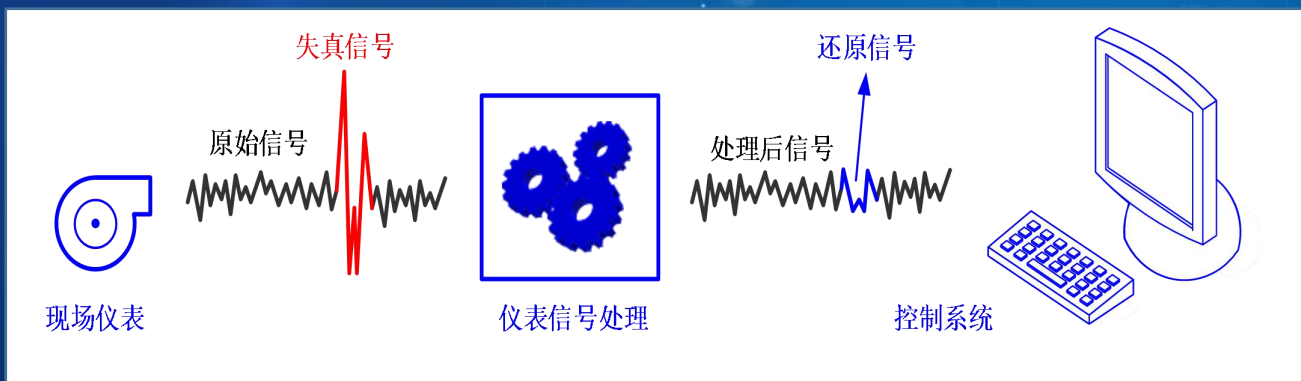 失真信号
还原信号
原始信号
处理后信号
现场仪表
仪表信号处理
控制系统